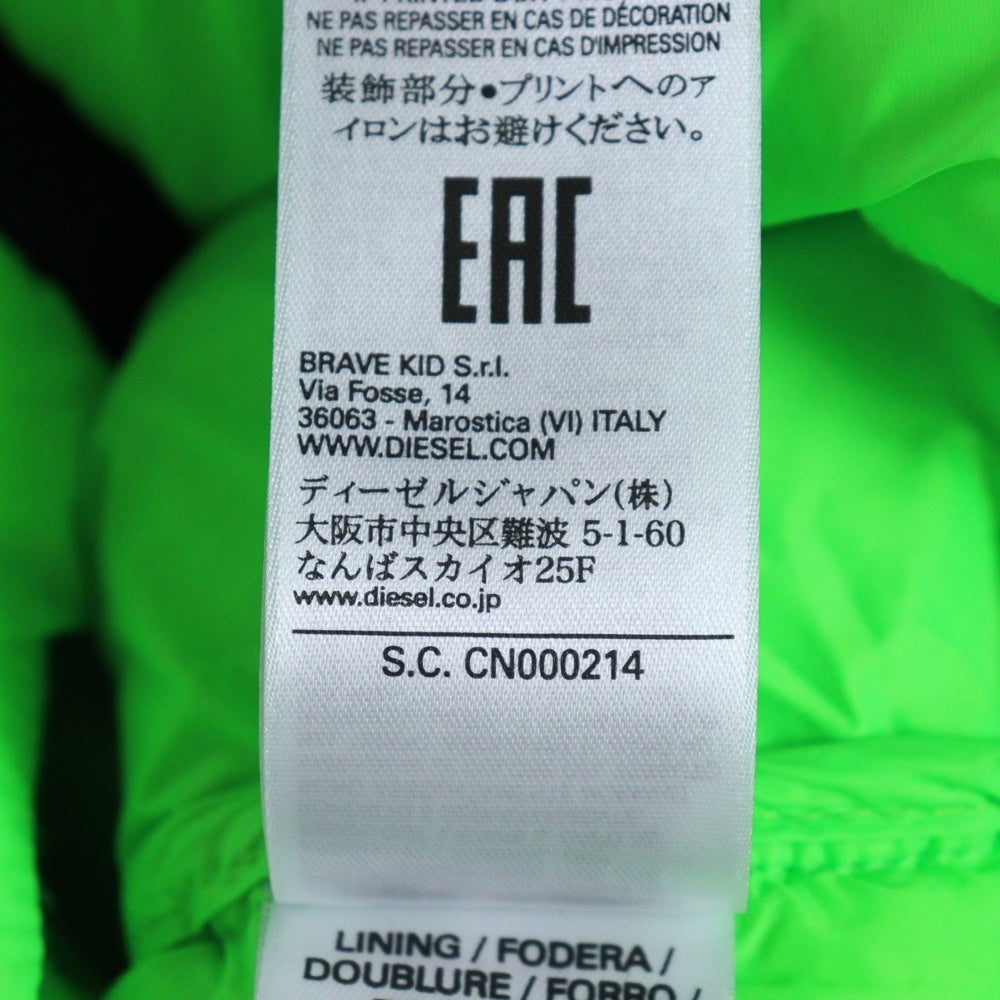 NE PAS REPASSER EN CAS DE DÉCORATION
NE PAS REPASSER EN CAS D'IMPRESSION
装飾部分•プリントへのア
イロンはお避けください。
EAC
BRAVE KID S.r.l.
Via Fosse, 14
36063 - Marostica (VI) ITALY
WWW.DIESEL.COM
ディーゼルジャパン(株)
大阪市中央区難波 5-1-60
なんばスカイオ25F
www.diesel.co.jp
S.C. CN000214
LINING / FODERA /
DOUBLURE / FORRO /